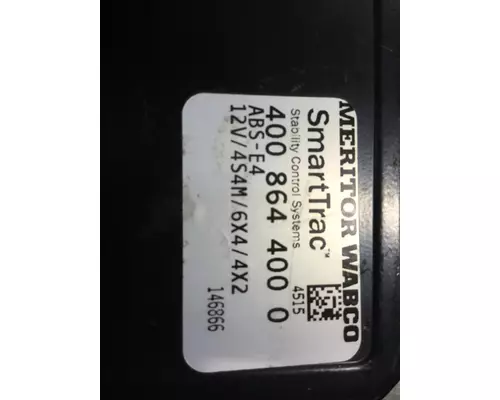 MERITOR WABCO
SmartTrac™
Stability Control Systems
4515
400 864 400 0
ABS-E4
12V/4S4M/6X4/4X2
146866